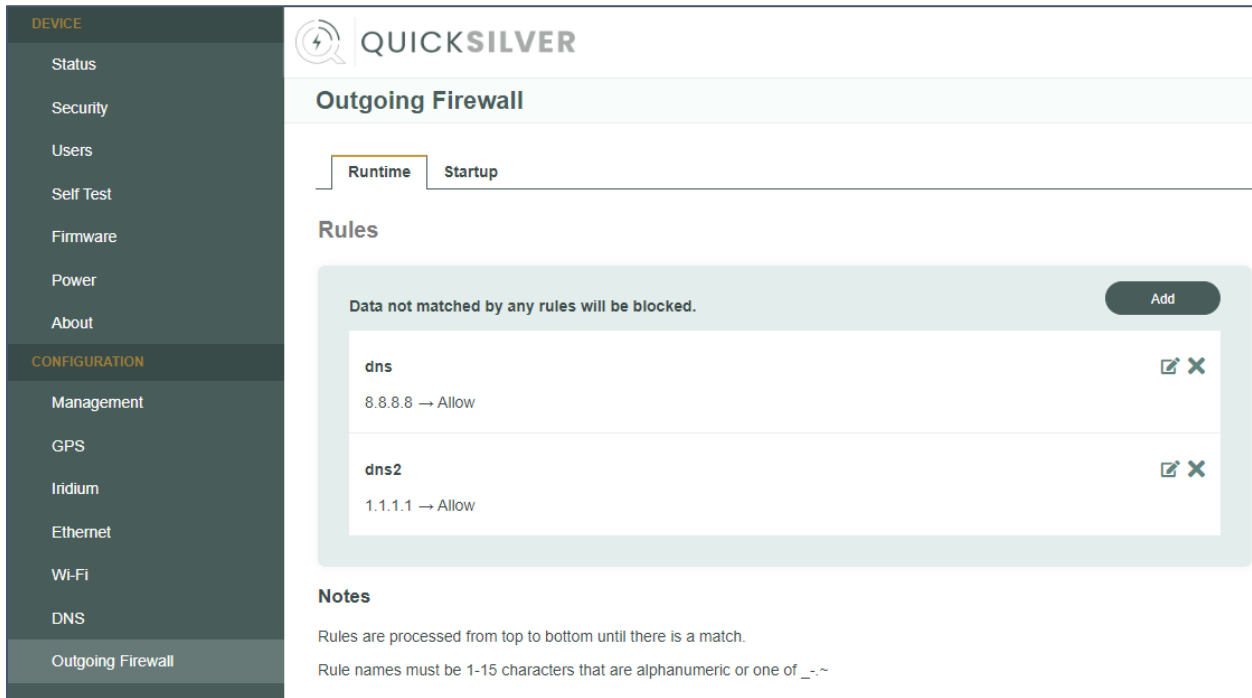 DEVICE
Status
Security
Users
Self Test
Firmware
Power
About
CONFIGURATION
Management
GPS
Iridium
Ethernet
Wi-Fi
DNS
Outgoing Firewall
QUICKSILVER
Outgoing Firewall
Runtime Startup
Rules
Data not matched by any rules will be blocked. Add
dns
8.8.8.8 → Allow
dns2
1.1.1.1 → Allow
Notes
Rules are processed from top to bottom until there is a match.
Rule names must be 1-15 characters that are alphanumeric or one of _-.~